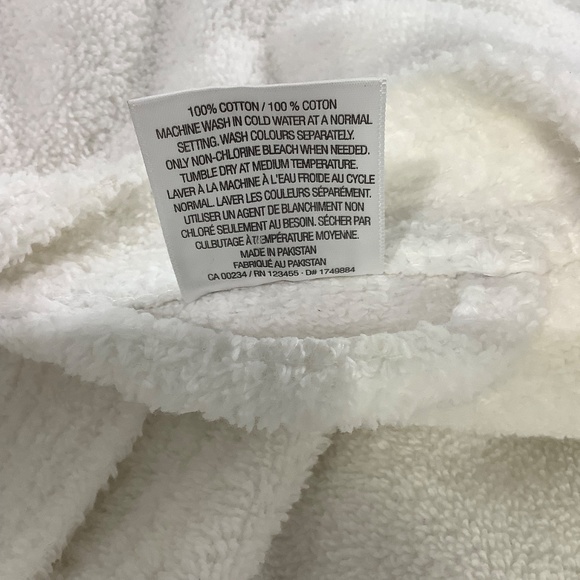 100% COTTON / 100 % COTON
MACHINE WASH IN COLD WATER AT A NORMAL
SETTING. WASH COLOURS SEPARATELY.
ONLY NON-CHLORINE BLEACH WHEN NEEDED.
TUMBLE DRY AT MEDIUM TEMPERATURE.
LAVER À LA MACHINE À L'EAU FROIDE AU CYCLE
NORMAL. LAVER LES COULEURS SÉPARÉMENT.
UTILISER UN AGENT DE BLANCHIMENT NON
CHLORÉ SEULEMENT AU BESOIN. SÉCHER PAR
CULBUTAGE À TEMPÉRATURE MOYENNE.
MADE IN PAKISTAN
FABRIQUÉ AU PAKISTAN
CA 00234 / RN 123455 · D# 1749884